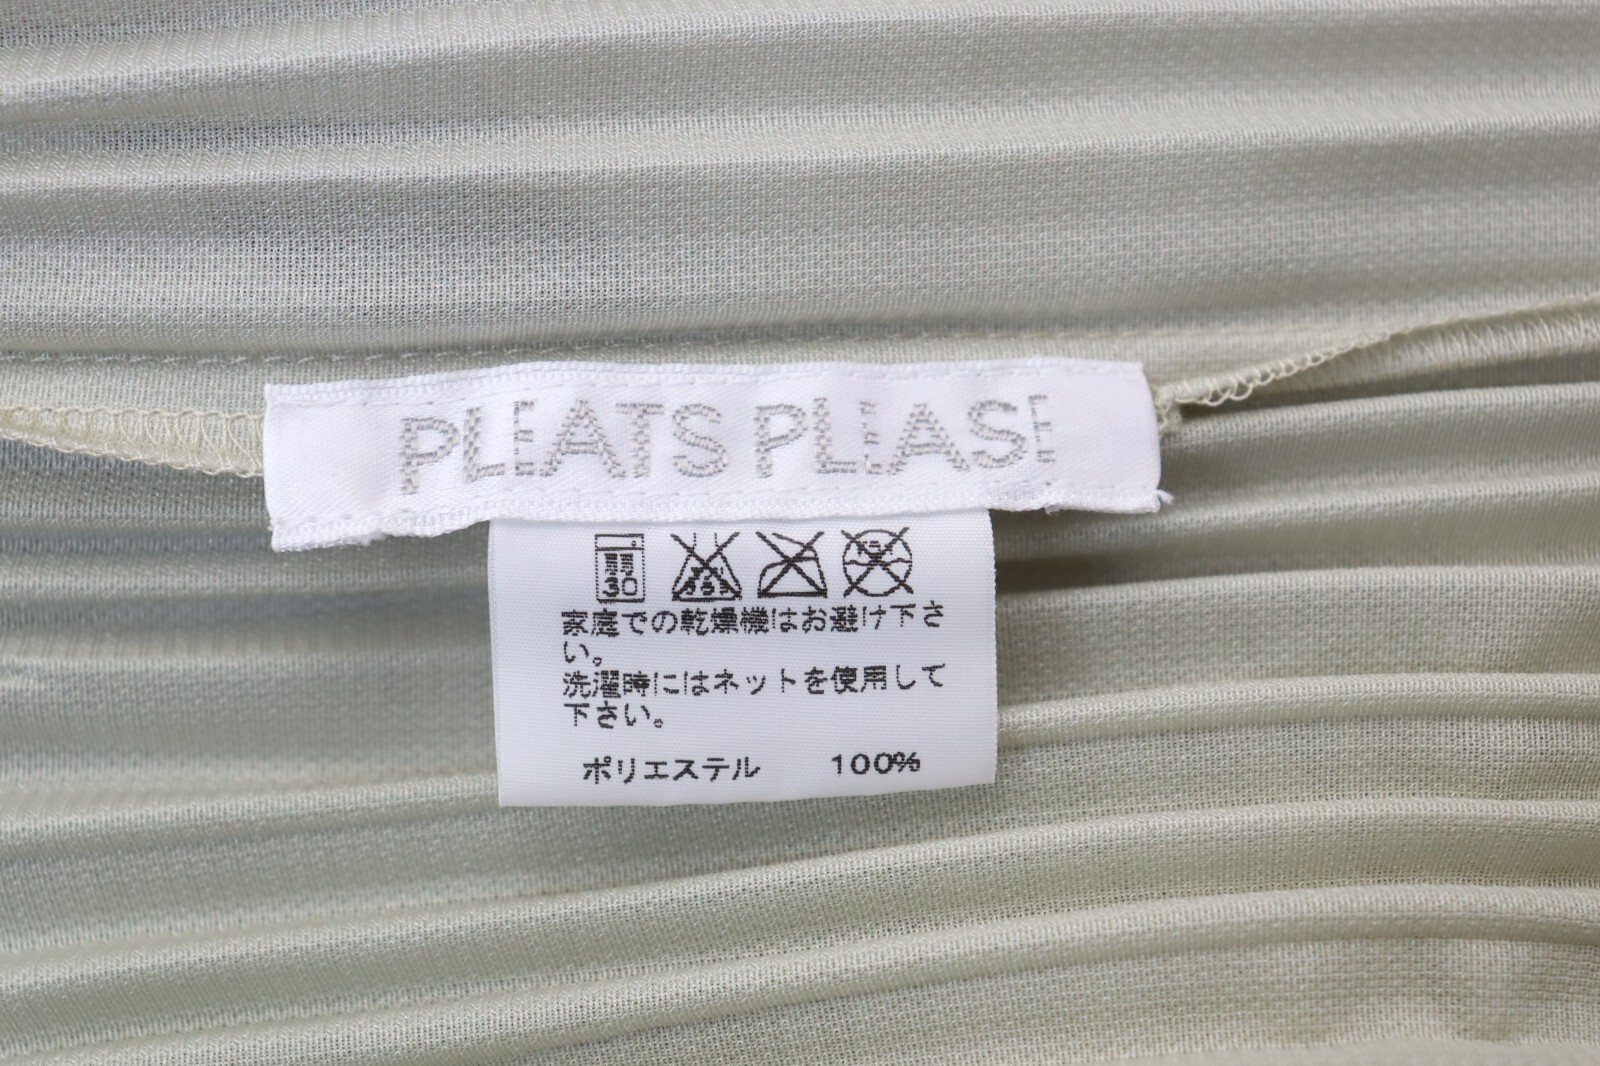 PLEATS PLEASE
弱
30
家庭での乾燥機はお避け下さ
い。
洗濯時にはネットを使用して
下さい。
ポリエステル 100%